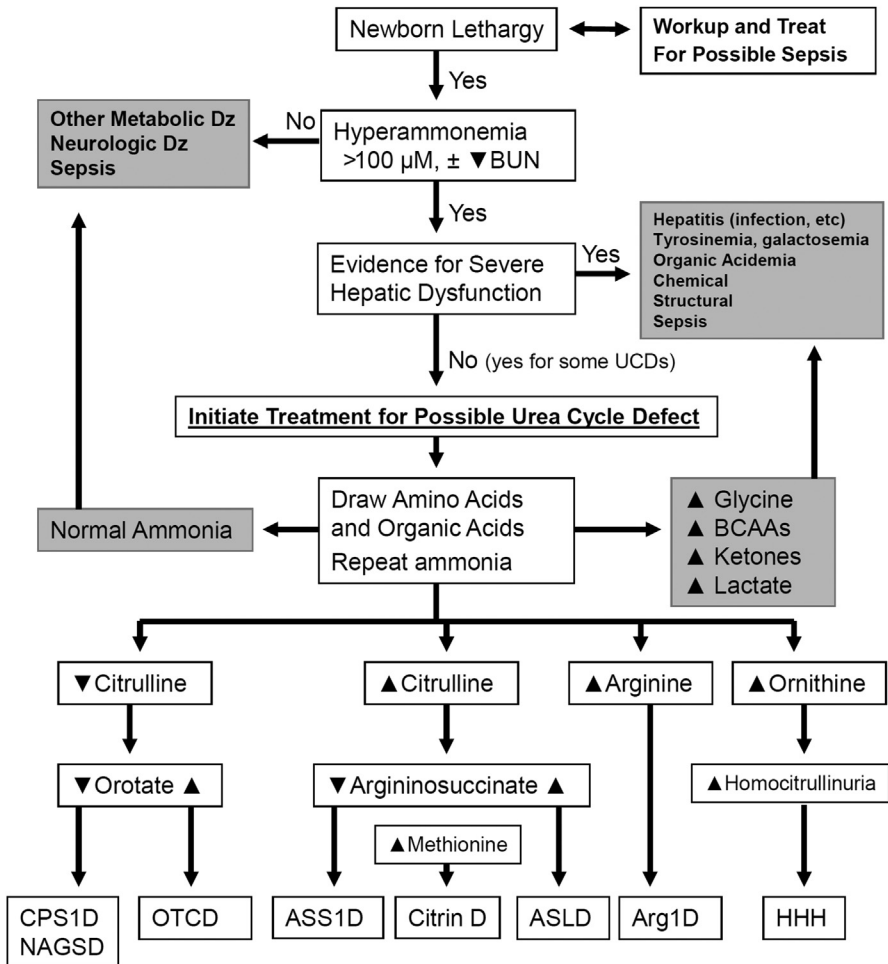 Newborn Lethargy
Workup and Treat
For Possible Sepsis
Yes
Other Metabolic Dz
Neurologic Dz
Sepsis
No
Hyperammonemia
>100 µM, ± ▼BUN
Yes
Hepatitis (infection, etc)
Tyrosinemia, galactosemia
Organic Acidemia
Chemical
Structural
Sepsis
Evidence for Severe
Hepatic Dysfunction
Yes
No (yes for some UCDs)
Initiate Treatment for Possible Urea Cycle Defect
Normal Ammonia
Draw Amino Acids
and Organic Acids
Repeat ammonia
▲ Glycine
▲ BCAAs
▲ Ketones
▲ Lactate
▼Citrulline
▲Citrulline
▲Arginine
▲Ornithine
▼Orotate ▲
▼Argininosuccinate ▲
▲Homocitrullinuria
▲Methionine
CPS1D
NAGSD
OTCD
ASS1D
Citrin D
ASLD
Arg1D
HHH